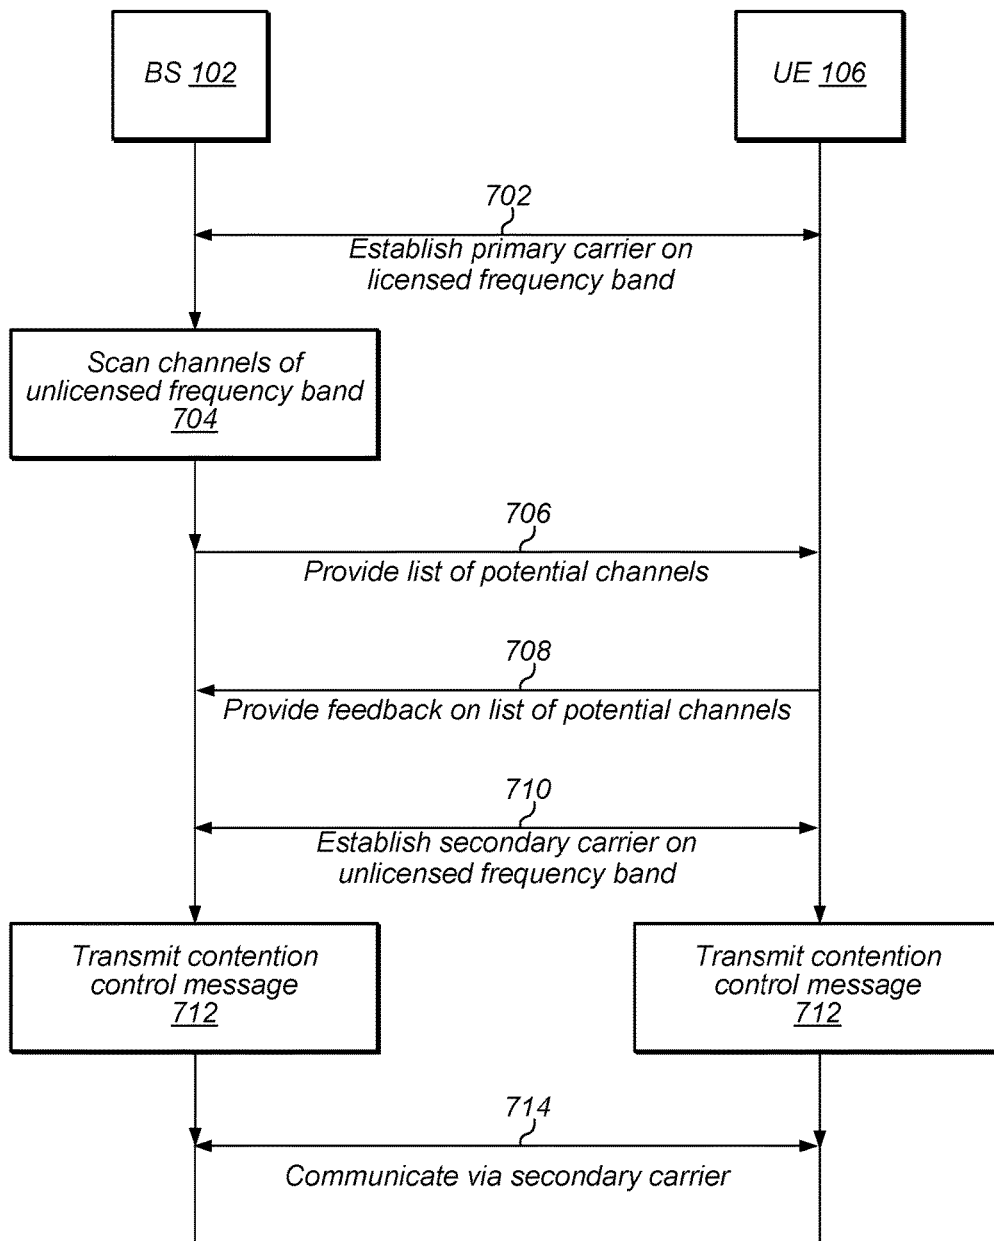 BS 102
UE 106
702
Establish primary carrier on
licensed frequency band
Scan channels of
unlicensed frequency band
704
706
Provide list of potential channels
708
Provide feedback on list of potential channels
710
Establish secondary carrier on
unlicensed frequency band
Transmit contention
control message
712
Transmit contention
control message
712
714
Communicate via secondary carrier